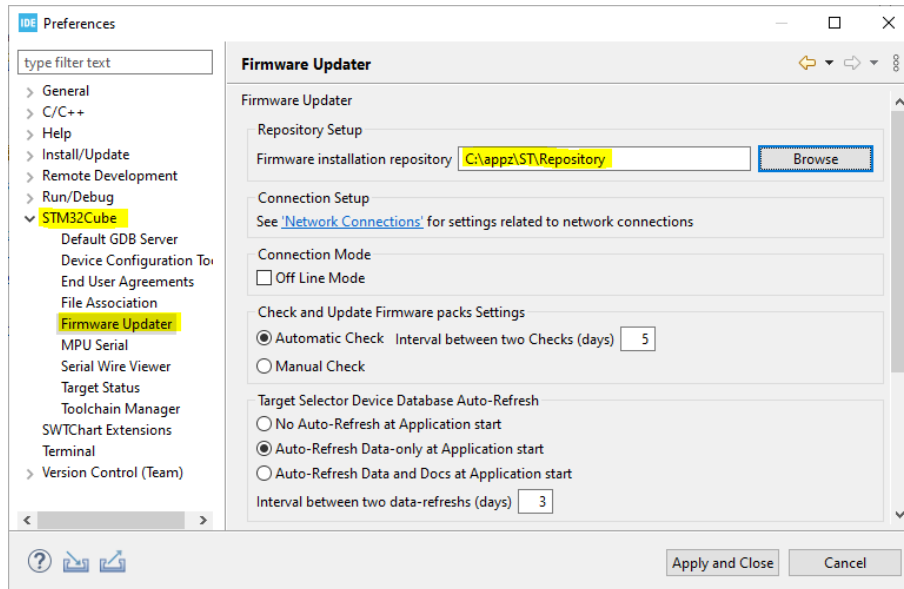 IDE Preferences
type filter text
Firmware Updater
General
C/C++
Help
Install/Update
Remote Development
Run/Debug
STM32Cube
Default GDB Server
Device Configuration To
End User Agreements
File Association
Firmware Updater
MPU Serial
Serial Wire Viewer
Target Status
Toolchain Manager
SWTChart Extensions
Terminal
Version Control (Team)
Firmware Updater
Repository Setup
Firmware installation repository C:\appz\ST\Repository Browse
Connection Setup
See 'Network Connections' for settings related to network connections
Connection Mode
Off Line Mode
Check and Update Firmware packs Settings
Automatic Check Interval between two Checks (days) 5
Manual Check
Target Selector Device Database Auto-Refresh
No Auto-Refresh at Application start
Auto-Refresh Data-only at Application start
Auto-Refresh Data and Docs at Application start
Interval between two data-refreshs (days) 3
Apply and Close Cancel